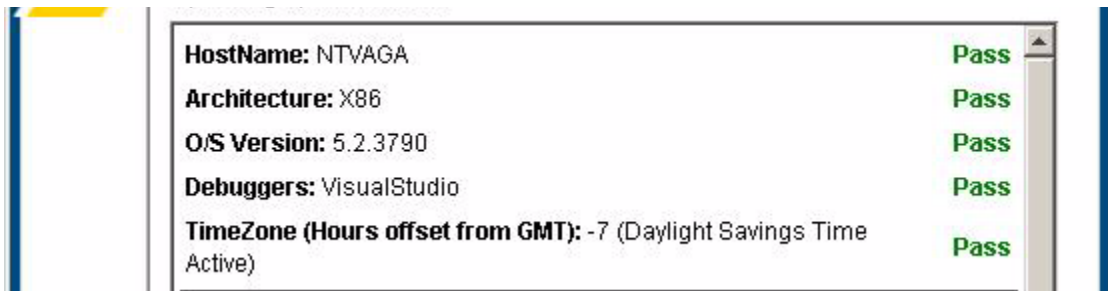 HostName: NTVAGA Pass
Architecture: X86 Pass
O/S Version: 5.2.3790 Pass
Debuggers: VisualStudio Pass
TimeZone (Hours offset from GMT): -7 (Daylight Savings Time
Active) Pass